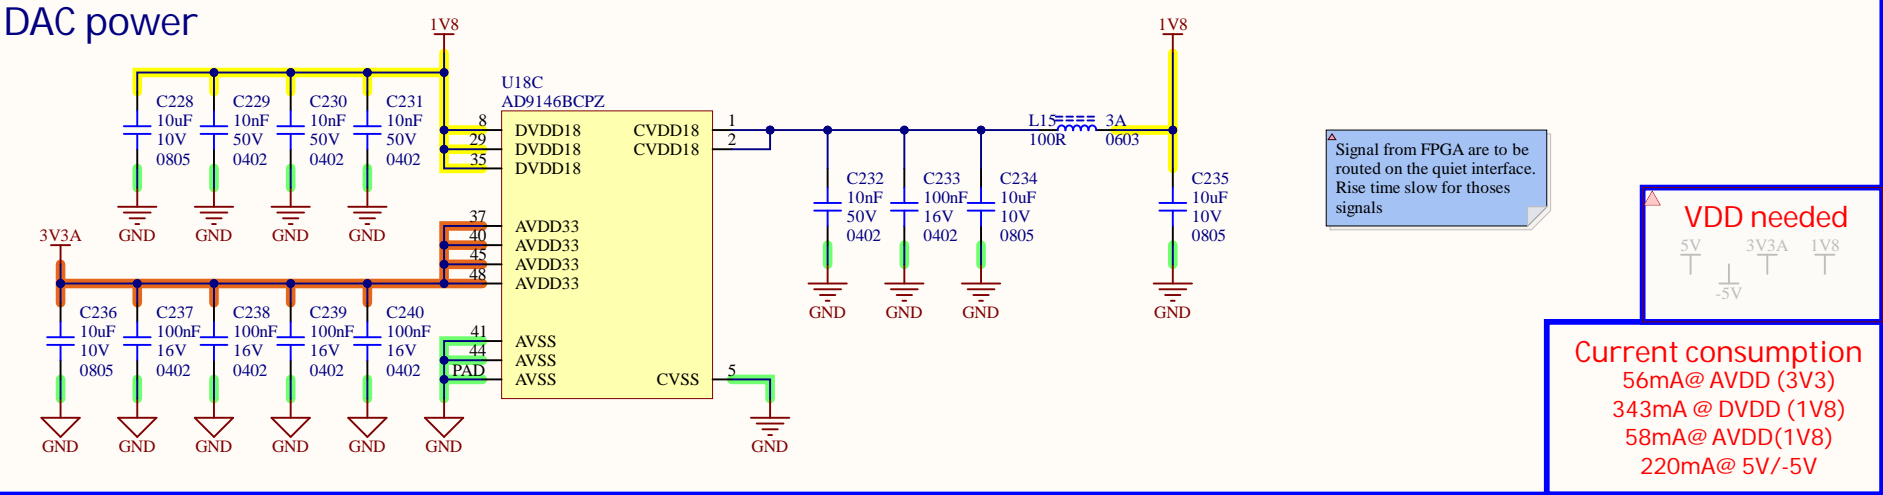 DAC power
1V8
1V8
U18C
AD9146BCPZ
C228
10uF
10V
0805
C229
10nF
50V
0402
C230
10nF
50V
0402
C231
10nF
50V
0402
GND
GND
GND
GND
8
29
35
DVDD18
DVDD18
DVDD18
CVDD18
CVDD18
1
2
L15
100R
3A
0603
C232
10nF
50V
0402
C233
100nF
16V
0402
C234
10uF
10V
0805
C235
10uF
10V
0805
GND
GND
GND
GND
37
40
45
48
AVDD33
AVDD33
AVDD33
AVDD33
3V3A
C236
10uF
10V
0805
C237
100nF
16V
0402
C238
100nF
16V
0402
C239
100nF
16V
0402
C240
100nF
16V
0402
41
44
PAD
AVSS
AVSS
AVSS
CVSS
5
GND
GND
GND
GND
GND
GND
GND
Signal from FPGA are to be
routed on the quiet interface.
Rise time slow for thoses
signals
VDD needed
5V
3V3A
1V8
-5V
Current consumption
56mA@ AVDD (3V3)
343mA @ DVDD (1V8)
58mA@ AVDD(1V8)
220mA@ 5V/-5V